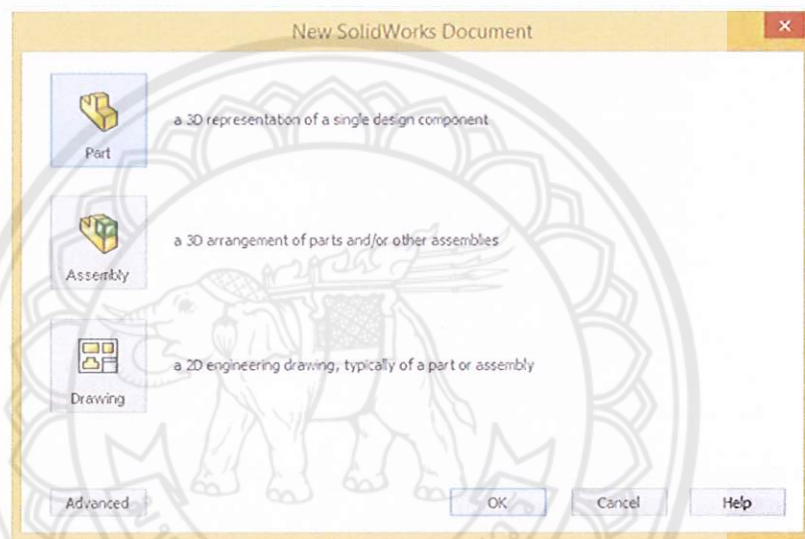 New SolidWorks Document
a 3D representation of a single design component
Part
a 3D arrangement of parts and/or other assemblies
Assembly
a 2D engineering drawing, typically of a part or assembly
Drawing
Advanced
OK
Cancel
Help